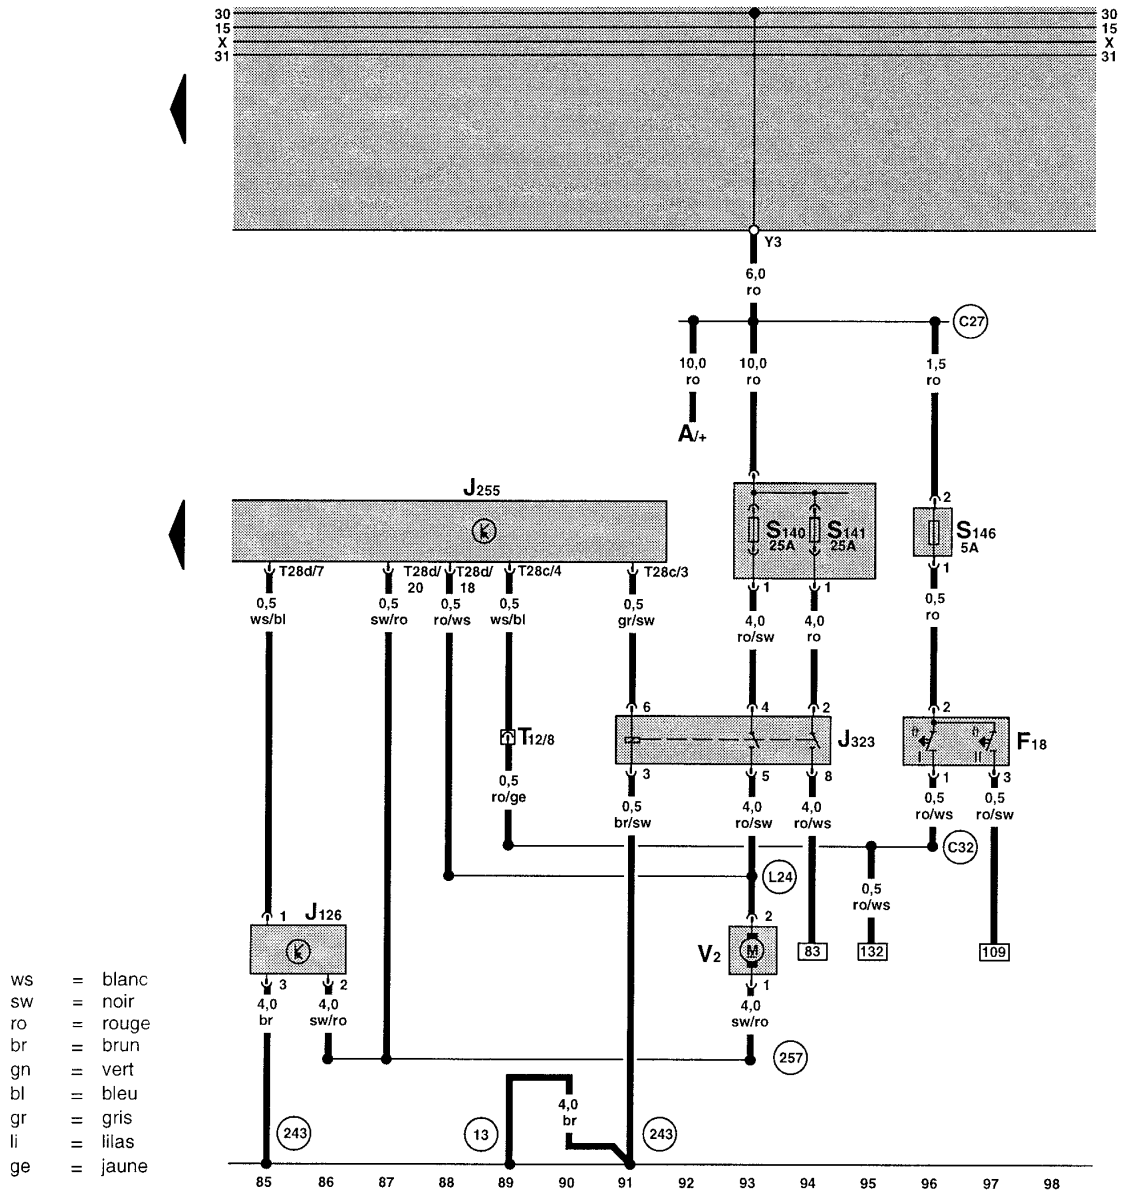 30 30
15 15
X X
31 31
Y3
6,0
ro
C27
10,0 10,0 1,5
ro ro ro
A/+
J255
S140 S141
25A 25A
2
S146
5A
T28d/7 T28d/ T28d/ T28c/4 T28c/3
20 18
1 1 1
0,5 0,5 0,5 0,5 0,5
ws/bl sw/ro ro/ws ws/bl gr/sw
4,0 4,0
ro/sw ro
0,5
ro
6 4 2 2
T12/8
J323
F18
I II
3 5 8 1 3
0,5
ro/ge
0,5 4,0 4,0 0,5 0,5
br/sw ro/sw ro/ws ro/ws ro/sw
C32
L24
0,5
ro/ws
1 J126
2
V2 M 83 132 109
3 2
1
4,0 4,0
br sw/ro
4,0
sw/ro
257
4,0
br
243 13 243
85 86 87 88 89 90 91 92 93 94 95 96 97 98
ws = blanc
sw = noir
ro = rouge
br = brun
gn = vert
bl = bleu
gr = gris
li = lilas
ge = jaune